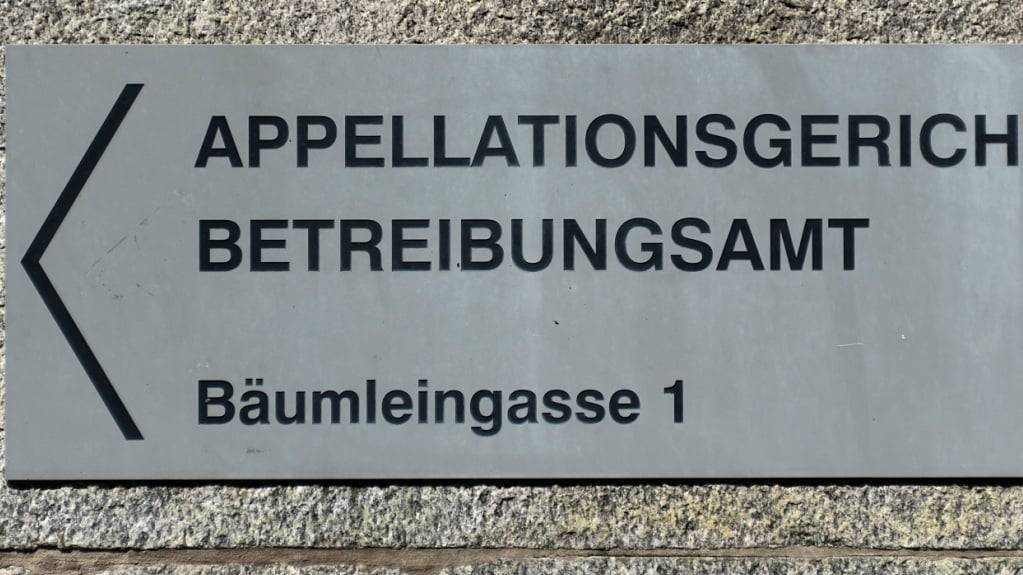 APPELLATIONSGERICH
BETREIBUNGSAMT
Bäumleingasse 1